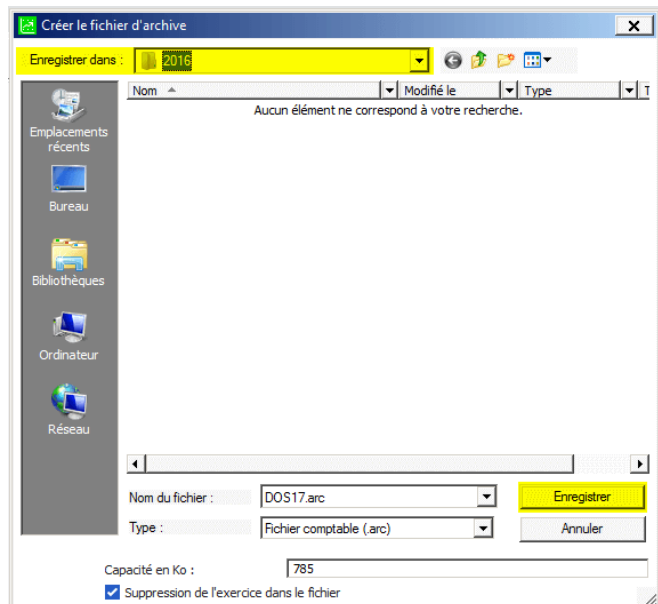 Créer le fichier d'archive
Enregistrer dans : 2016
Nom Modifié le Type T
Aucun élément ne correspond à votre recherche.
Emplacements
récents
Bureau
Bibliothèques
Ordinateur
Réseau
Nom du fichier : DOS17.arc Enregistrer
Type : Fichier comptable (.arc) Annuler
Capacité en Ko : 785
Suppression de l'exercice dans le fichier